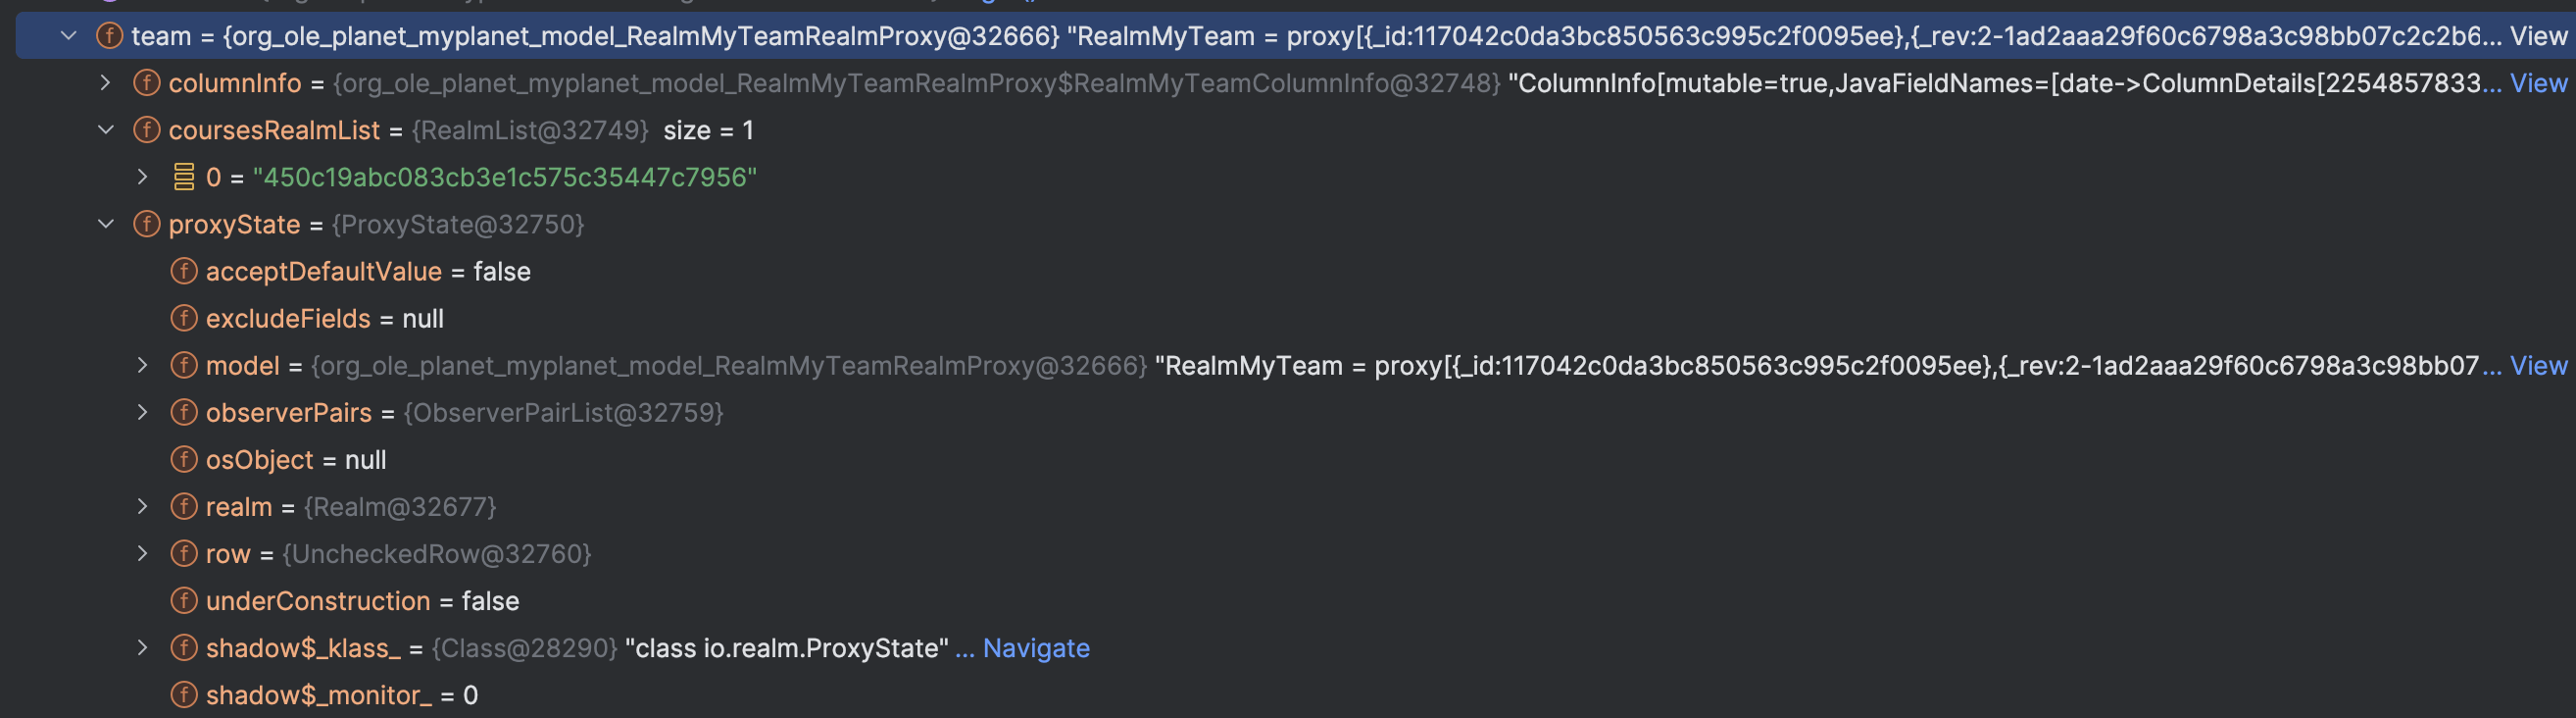 team = {org_ole_planet_myplanet_model_RealmMyTeamRealmProxy@32666} "RealmMyTeam = proxy[{_id:117042c0da3bc850563c995c2f0095ee},{_rev:2-1ad2aaa29f60c6798a3c98bb07c2c2b6... View
columnInfo = {org_ole_planet_myplanet_model_RealmMyTeamRealmProxy$RealmMyTeamColumnInfo@32748} "ColumnInfo[mutable=true,JavaFieldNames=[date->ColumnDetails[2254857833... View
coursesRealmList = {RealmList@32749} size = 1
0 = "450c19abc083cb3e1c575c35447c7956"
proxyState = {ProxyState@32750}
acceptDefaultValue = false
excludeFields = null
model = {org_ole_planet_myplanet_model_RealmMyTeamRealmProxy@32666} "RealmMyTeam = proxy[{_id:117042c0da3bc850563c995c2f0095ee},{_rev:2-1ad2aaa29f60c6798a3c98bb07... View
observerPairs = {ObserverPairList@32759}
osObject = null
realm = {Realm@32677}
row = {UncheckedRow@32760}
underConstruction = false
shadow$_klass_ = {Class@28290} "class io.realm.ProxyState" ... Navigate
shadow$_monitor_ = 0